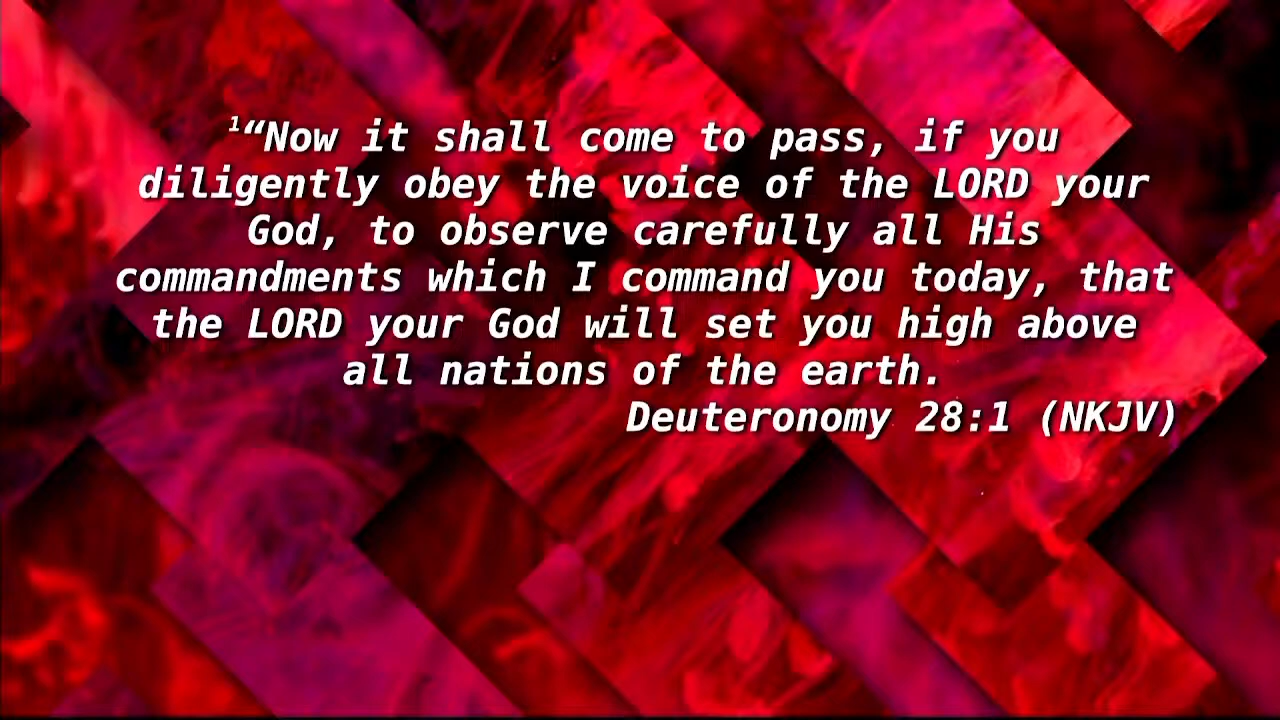 ¹“Now it shall come to pass, if you
diligently obey the voice of the LORD your
God, to observe carefully all His
commandments which I command you today, that
the LORD your God will set you high above
all nations of the earth.
Deuteronomy 28:1 (NKJV)